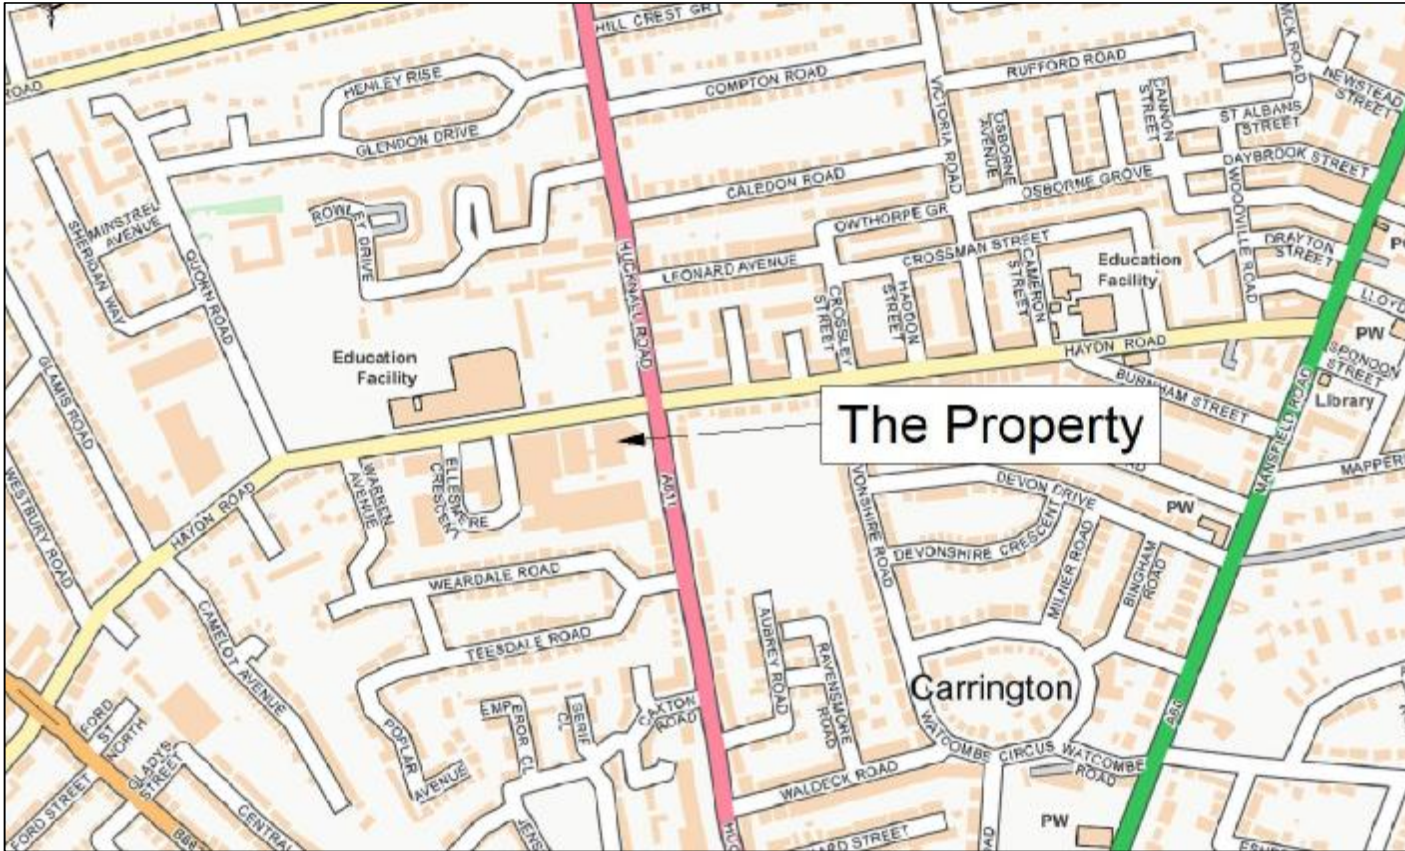 HILL CREST GR
ROAD
HENLEY RISE
GLENDON DRIVE
COMPTON ROAD
RUFFORD ROAD
VICTORIA ROAD
OSBORNE
AVENUE
CANNON
STREET
NEWSTEAD
STREET
ST ALBANS
STREET
DAYBROOK STREET
CALEDON ROAD
OSBORNE GROVE
WOODVILLE ROAD
MINSTREL
AVENUE
SHERIDAN WAY
QUORN ROAD
ROWLEY DRIVE
OWTHORPE GR
CROSSMAN STREET
DRAYTON
STREET
HUCKNALL ROAD
LEONARD AVENUE
CROSSLEY
STREET
HADDON
STREET
CAMERON
STREET
Education
Facility
PW
SPONDON
STREET
Library
GLAMIS ROAD
Education
Facility
HAYDN ROAD
BURNHAM STREET
MANSFIELD ROAD
The Property
WESTBURY ROAD
HAYDN ROAD
WARREN
AVENUE
ELLESMERE
CRESCENT
A611
DEVON DRIVE
PW
DEVONSHIRE CRESCENT
MILNER ROAD
BINGHAM
ROAD
CAMELOT AVENUE
WEARDALE ROAD
TEESDALE ROAD
AUBREY ROAD
RAVENSMORE
ROAD
Carrington
FORD
ST
NORTH
GLADYS
STREET
FORD STREET
CENTRAL
POPLAR
AVENUE
EMPEROR CL
SERIF
CL
CAXTON
ROAD
WALDECK ROAD
WATCOMBE CIRCUS
WATCOMBE
ROAD
PW